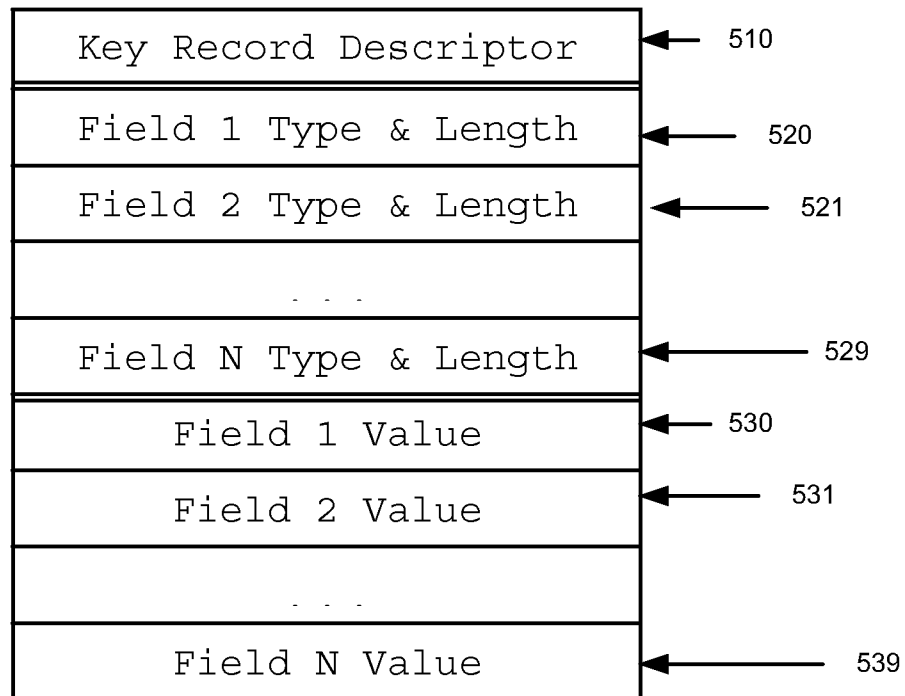 Key Record Descriptor 510
Field 1 Type & Length 520
Field 2 Type & Length 521
. . .
Field N Type & Length 529
Field 1 Value 530
Field 2 Value 531
. . .
Field N Value 539